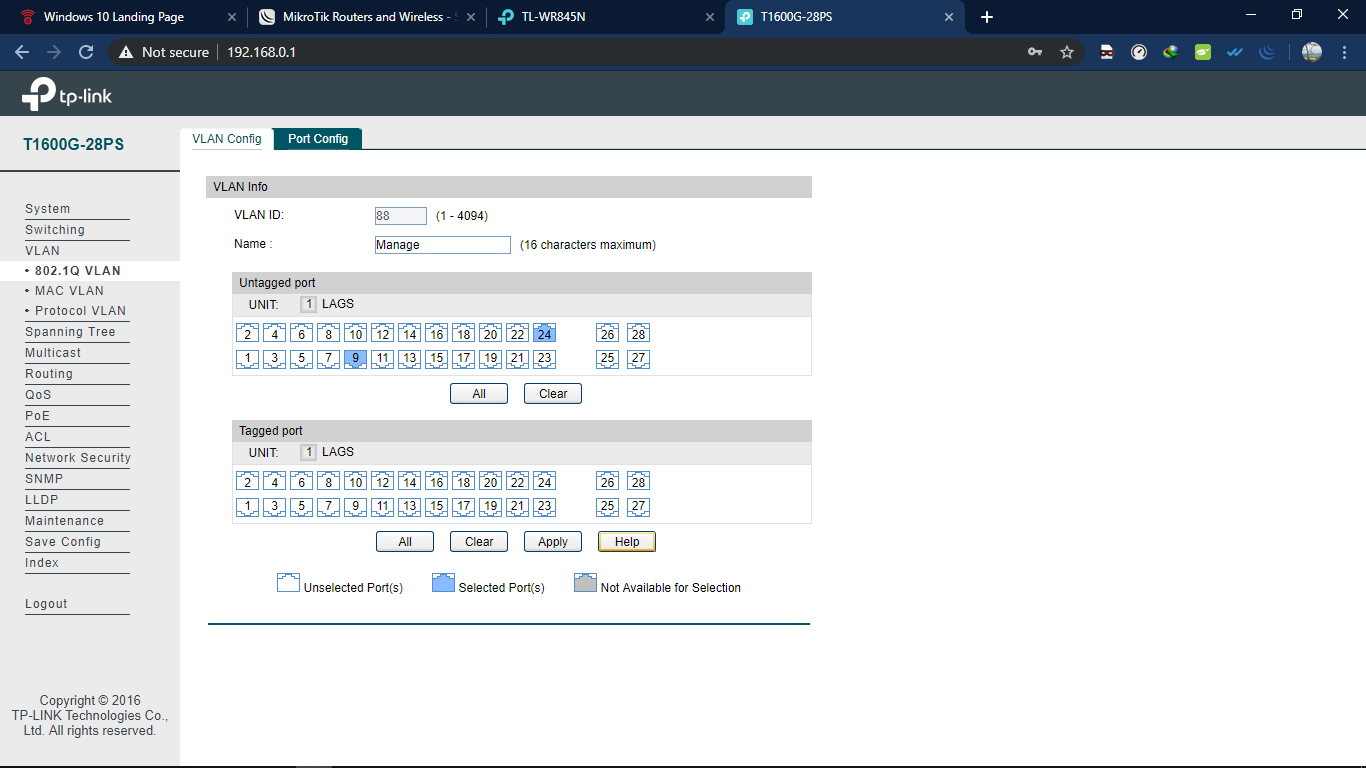 Windows 10 Landing Page
MikroTik Routers and Wireless - S
TL-WR845N
T1600G-28PS
Not secure
192.168.0.1
tp-link
T1600G-28PS
System
Switching
VLAN
• 802.1Q VLAN
• MAC VLAN
• Protocol VLAN
Spanning Tree
Multicast
Routing
QoS
PoE
ACL
Network Security
SNMP
LLDP
Maintenance
Save Config
Index
Logout
Copyright © 2016
TP-LINK Technologies Co.,
Ltd. All rights reserved.
VLAN Config
Port Config
VLAN Info
VLAN ID: 88 (1 - 4094)
Name : Manage (16 characters maximum)
Untagged port
UNIT: 1 LAGS
2 4 6 8 10 12 14 16 18 20 22 24 26 28
1 3 5 7 9 11 13 15 17 19 21 23 25 27
All Clear
Tagged port
UNIT: 1 LAGS
2 4 6 8 10 12 14 16 18 20 22 24 26 28
1 3 5 7 9 11 13 15 17 19 21 23 25 27
All Clear Apply Help
Unselected Port(s) Selected Port(s) Not Available for Selection